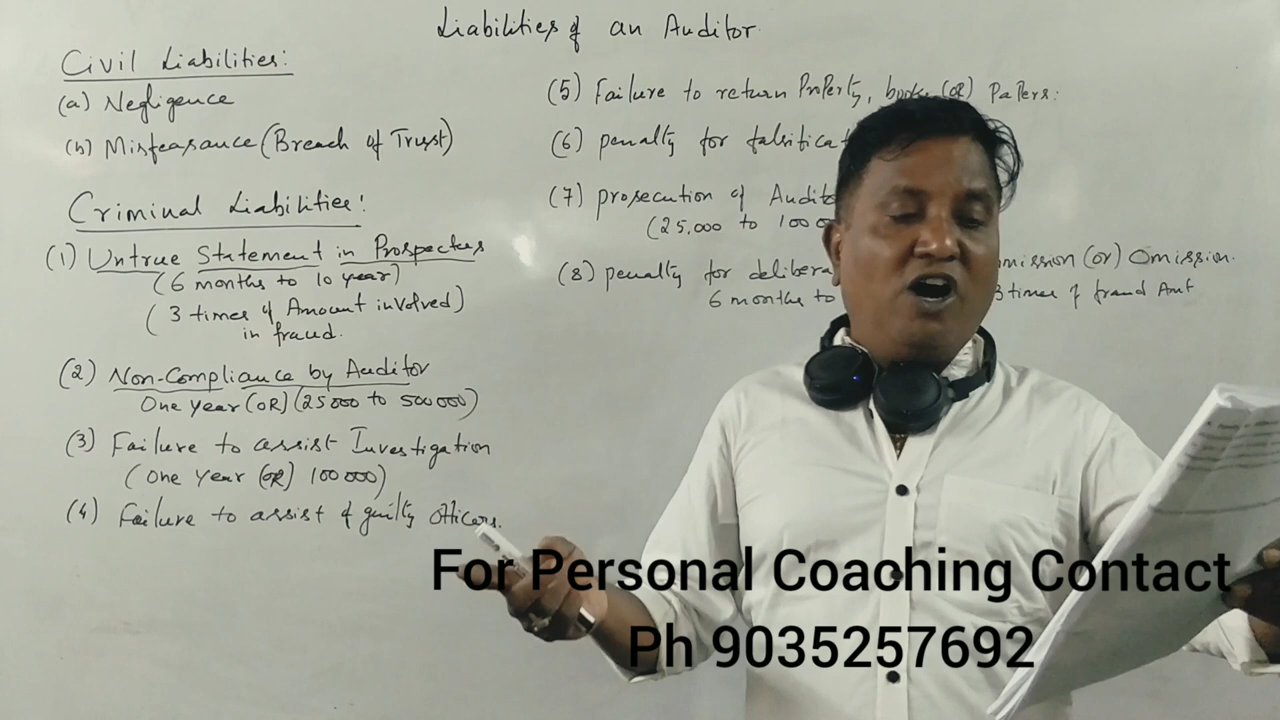 Liabilities of an Auditor
Civil Liabilities:
(a) Negligence
(b) Misfeasance (Breach of Trust)
Criminal Liabilities:
(1) Untrue Statement in Prospectus
(6 months to 10 year)
(3 times of Amount involved)
in fraud.
(2) Non-Compliance by Auditor
One year (OR) (25000 to 500000)
(3) Failure to assist Investigation
(One year (OR) 100000)
(4) Failure to assist of guilty officers.
(5) Failure to return Property, books (OR) Papers:
(6) penalty for
(7) prosecution of
(25,000 to
(8) penalty for (or) Omission.
6 months to 3 times of fraud Amt
For Personal Coaching Contact
Ph 9035257692